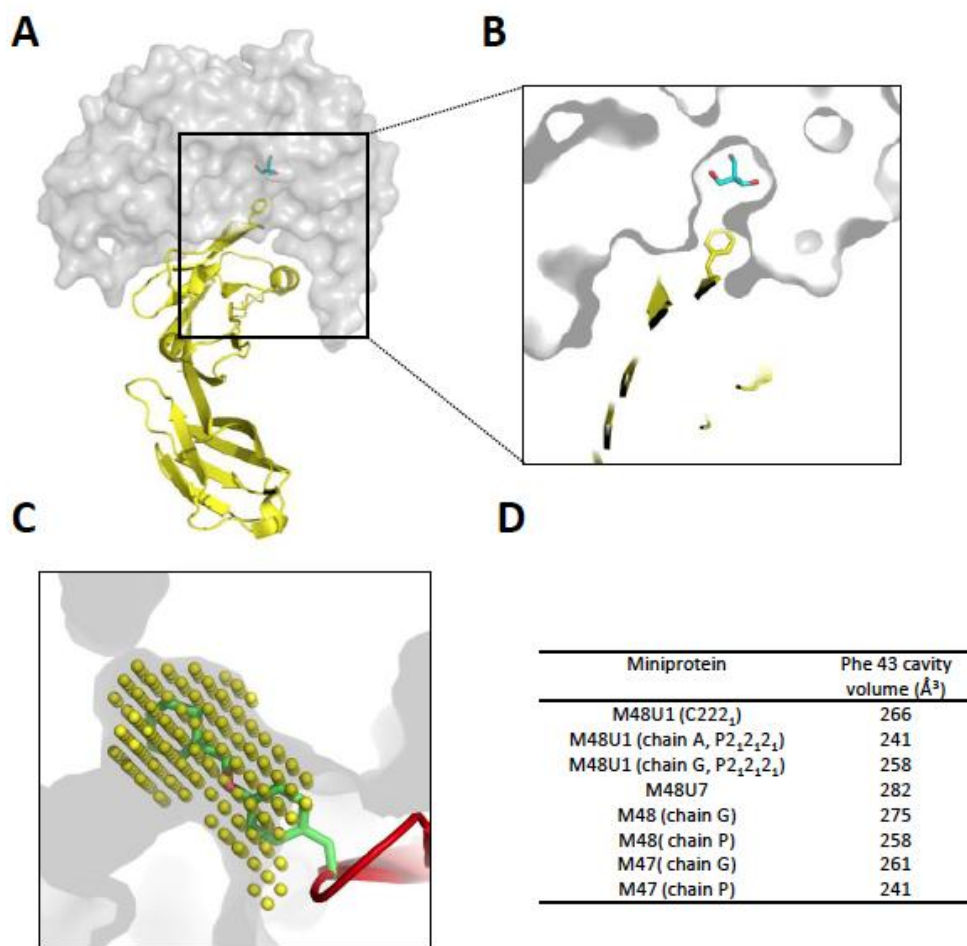 A
B
C
D
Miniprotein Phe 43 cavity
volume (Å³)
M48U1 (C222₁) 266
M48U1 (chain A, P2₁2₁2₁) 241
M48U1 (chain G, P2₁2₁2₁) 258
M48U7 282
M48 (chain G) 275
M48( chain P) 258
M47( chain G) 261
M47 (chain P) 241